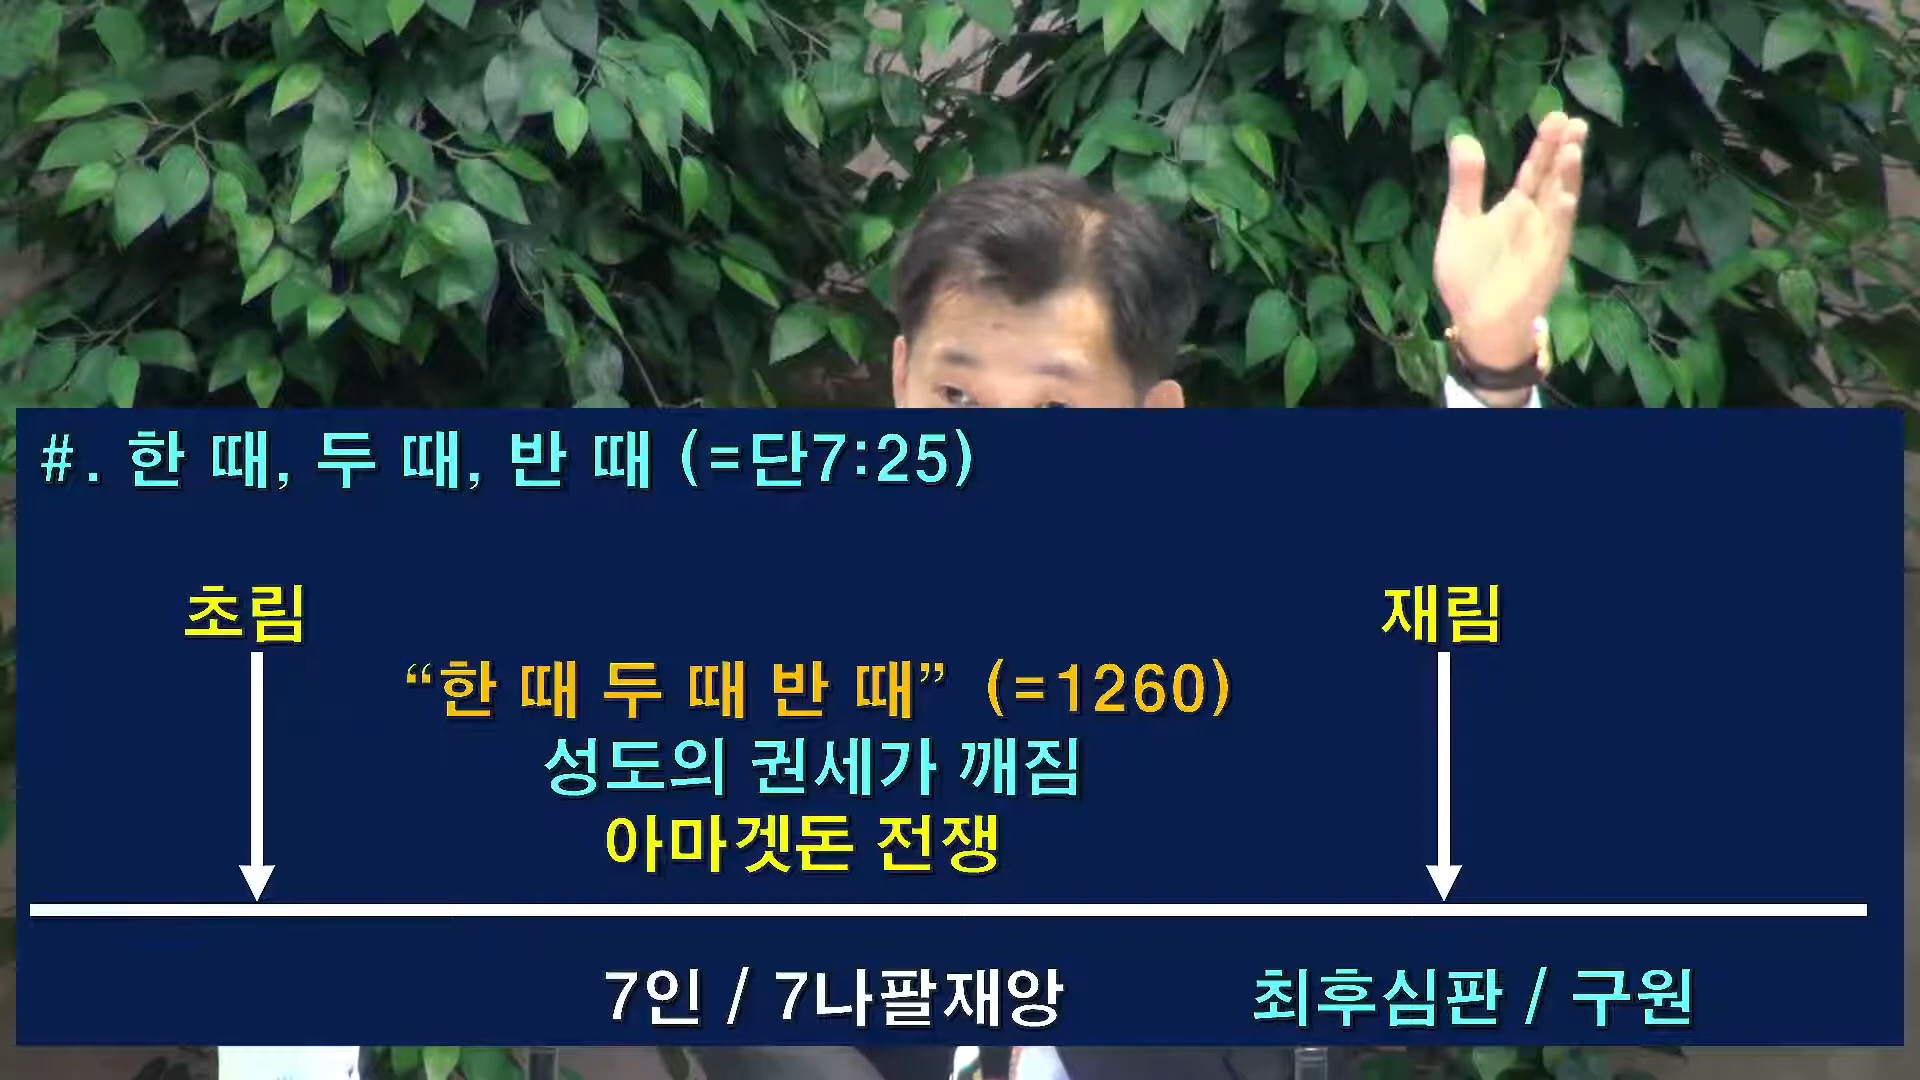 #. 한 때, 두 때, 반 때 (=단7:25)
초림
재림
“한 때 두 때 반 때” (=1260)
성도의 권세가 깨짐
아마겟돈 전쟁
7인 / 7나팔재앙
최후심판 / 구원